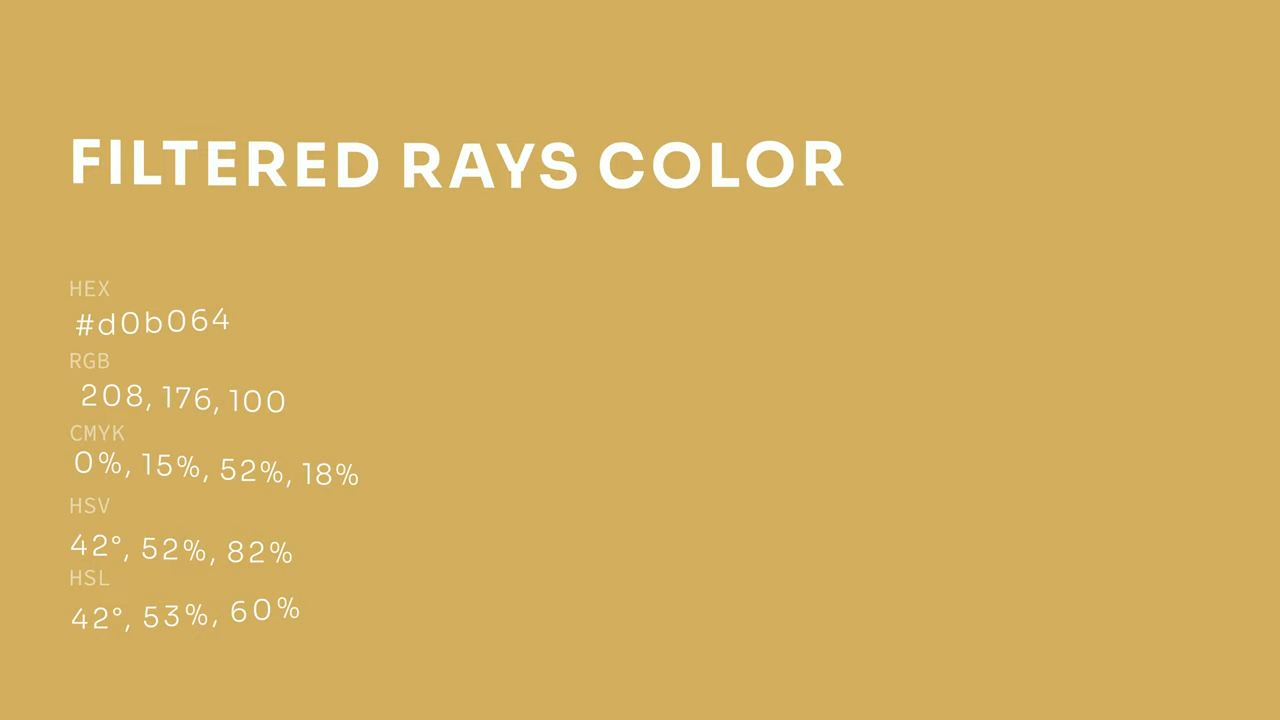 FILTERED RAYS COLOR
HEX
#d0b064
RGB
208, 176, 100
CMYK
0%, 15%, 52%, 18%
HSV
42°, 52%, 82%
HSL
42°, 53%, 60%